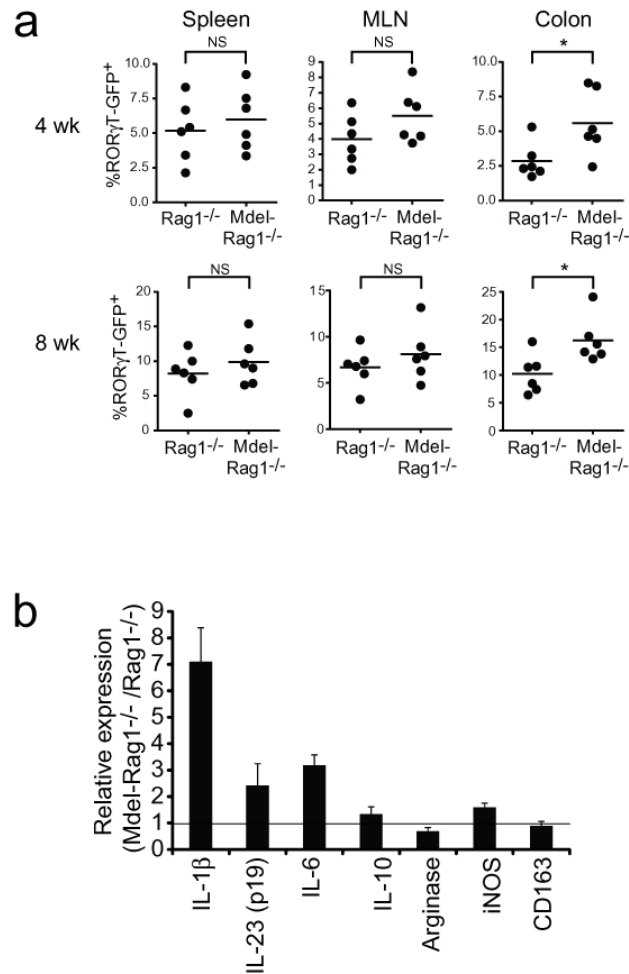 a
Spleen MLN Colon
4 wk
%RORγT-GFP+
NS
10.0
7.5
5.0
2.5
0.0
Rag1-/- Mdel-
Rag1-/-
NS
9
8
7
6
5
4
3
2
1
0
Rag1-/- Mdel-
Rag1-/-
*
10.0
7.5
5.0
2.5
0.0
Rag1-/- Mdel-
Rag1-/-
8 wk
%RORγT-GFP+
NS
20
15
10
5
0
Rag1-/- Mdel-
Rag1-/-
NS
15
10
5
0
Rag1-/- Mdel-
Rag1-/-
*
25
20
15
10
5
0
Rag1-/- Mdel-
Rag1-/-
b
Relative expression
(Mdel-Rag1-/- /Rag1-/-)
9
8
7
6
5
4
3
2
1
0
IL-1β
IL-23 (p19)
IL-6
IL-10
Arginase
iNOS
CD163